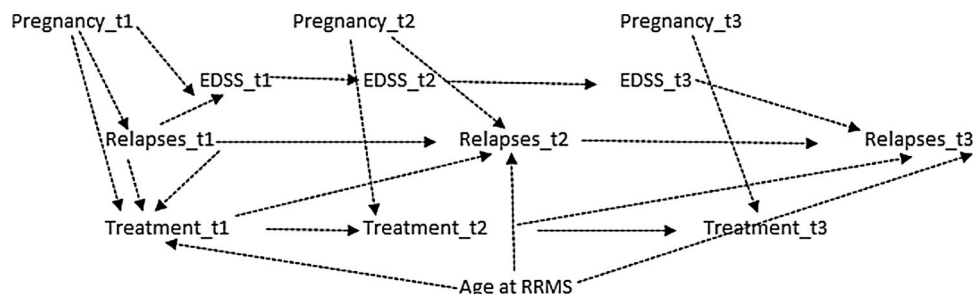 Pregnancy_t1 Pregnancy_t2 Pregnancy_t3
EDSS_t1 EDSS_t2 EDSS_t3
Relapses_t1 Relapses_t2 Relapses_t3
Treatment_t1 Treatment_t2 Treatment_t3
Age at RRMS